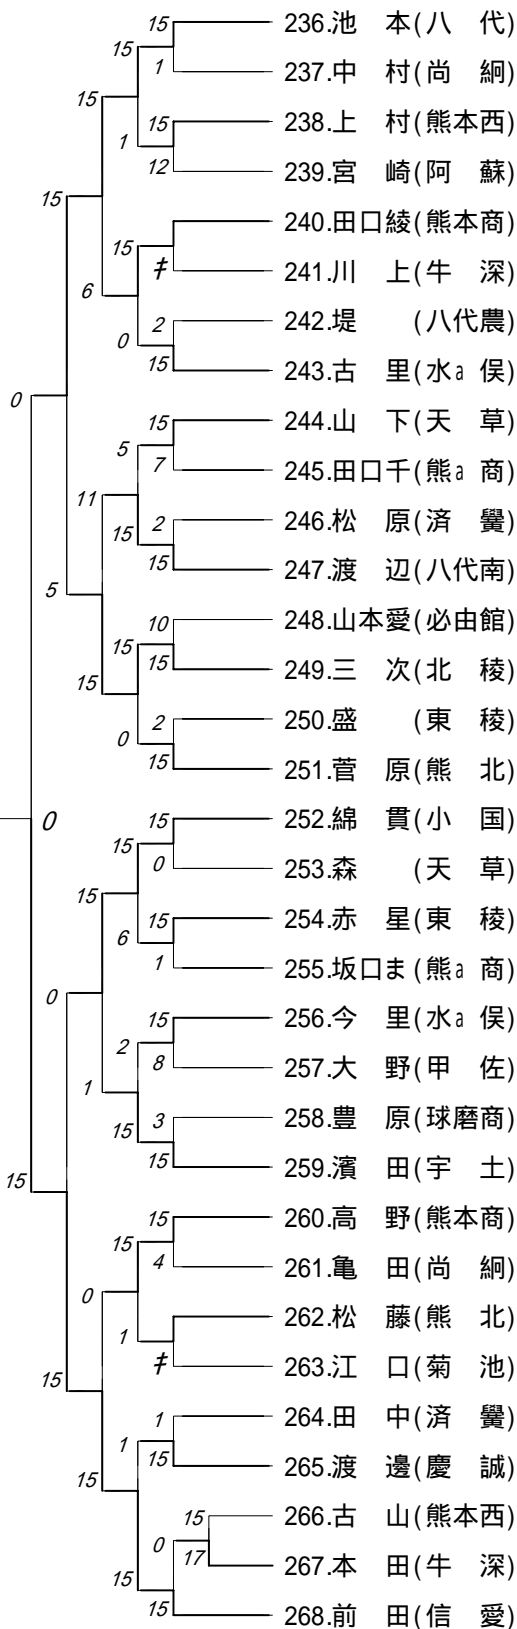 15
236.池　本(八　代)
15
1
237.中　村(尚　絅)
15
15
238.上　村(熊本西)
1
12
239.宮　崎(阿　蘇)
15
240.田口綾(熊本商)
15
キ
241.川　上(牛　深)
6
2
242.堤　　(八代農)
0
15
243.古　里(水a 俣)
0
15
244.山　下(天　草)
5
7
245.田口千(熊a 商)
11
2
246.松　原(済　黌)
15
15
247.渡　辺(八代南)
5
10
248.山本愛(必由館)
15
15
249.三　次(北　稜)
15
2
250.盛　　(東　稜)
0
15
251.菅　原(熊　北)
0
15
252.綿　貫(小　国)
15
0
253.森　　(天　草)
15
15
254.赤　星(東　稜)
6
1
255.坂口ま(熊a 商)
0
15
256.今　里(水a 俣)
2
8
257.大　野(甲　佐)
1
3
258.豊　原(球磨商)
15
15
259.濱　田(宇　土)
15
15
260.高　野(熊本商)
15
4
261.亀　田(尚　絅)
0
262.松　藤(熊　北)
1
キ
263.江　口(菊　池)
15
1
264.田　中(済　黌)
1
15
265.渡　邊(慶　誠)
15
15
266.古　山(熊本西)
0
17
267.本　田(牛　深)
15
15
268.前　田(信　愛)